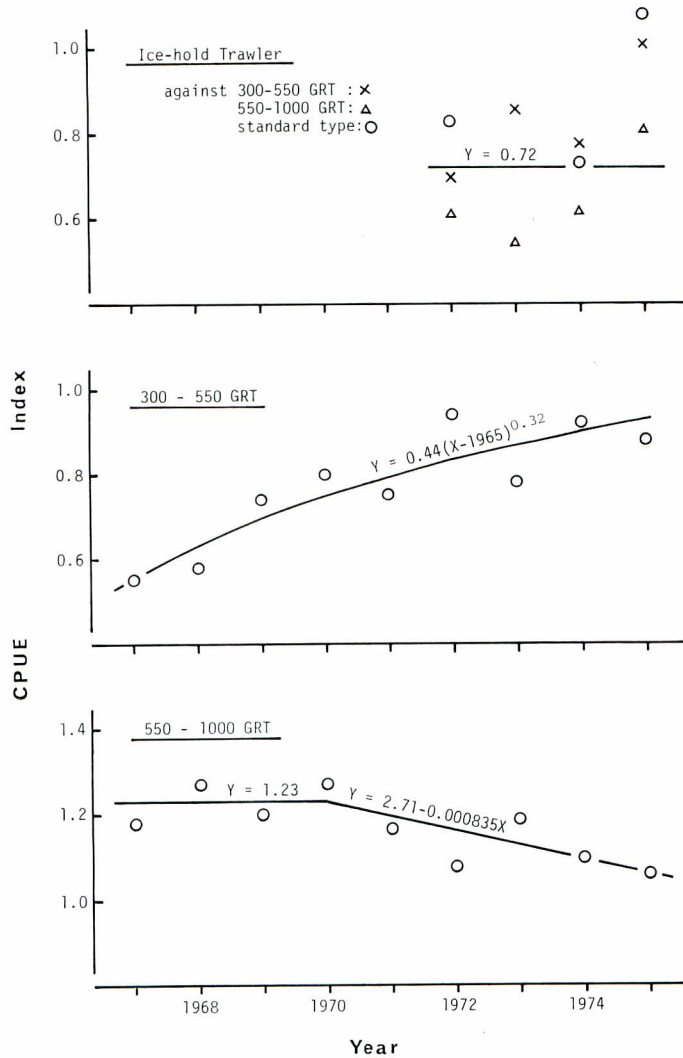 Ice-hold Trawler
against 300-550 GRT : ×
550-1000 GRT: △
standard type: ○
1.0
0.8
0.6
Y = 0.72
Index
300 - 550 GRT
1.0
0.8
0.6
Y = 0.44(X-1965)^0.32
CPUE
550 - 1000 GRT
1.4
1.2
1.0
Y = 1.23
Y = 2.71-0.000835X
1968 1970 1972 1974
Year